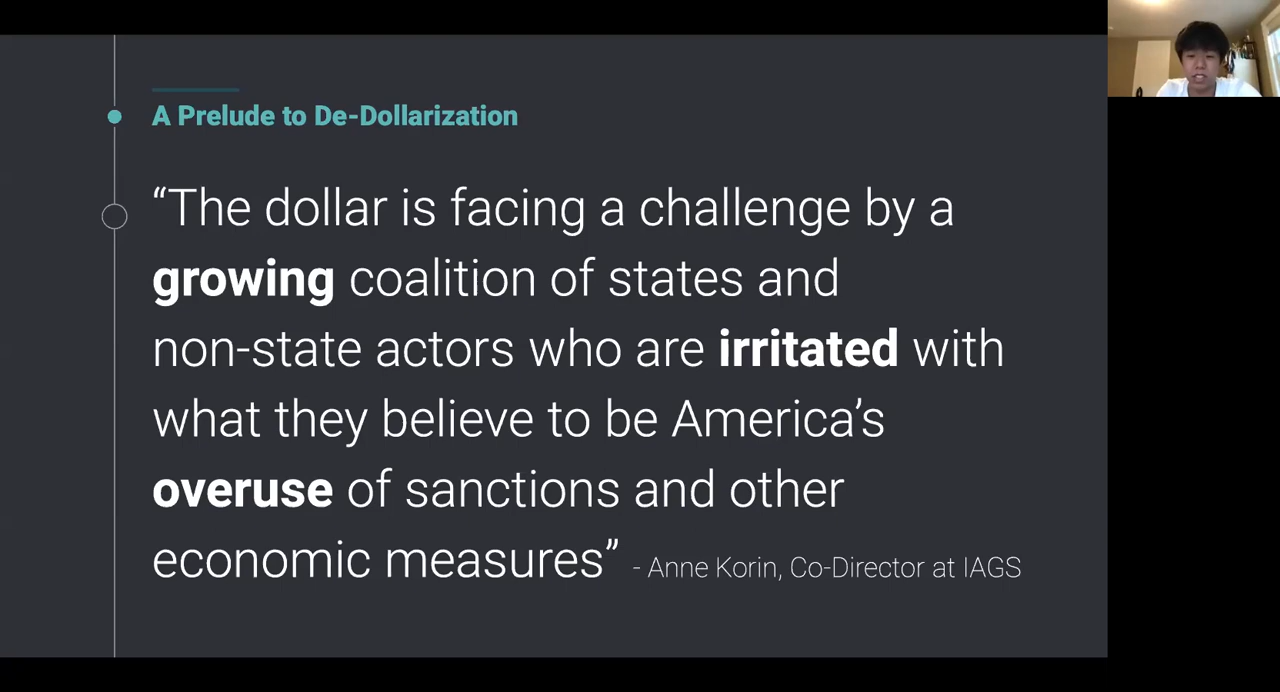 A Prelude to De-Dollarization
“The dollar is facing a challenge by a
growing coalition of states and
non-state actors who are irritated with
what they believe to be America’s
overuse of sanctions and other
economic measures” - Anne Korin, Co-Director at IAGS